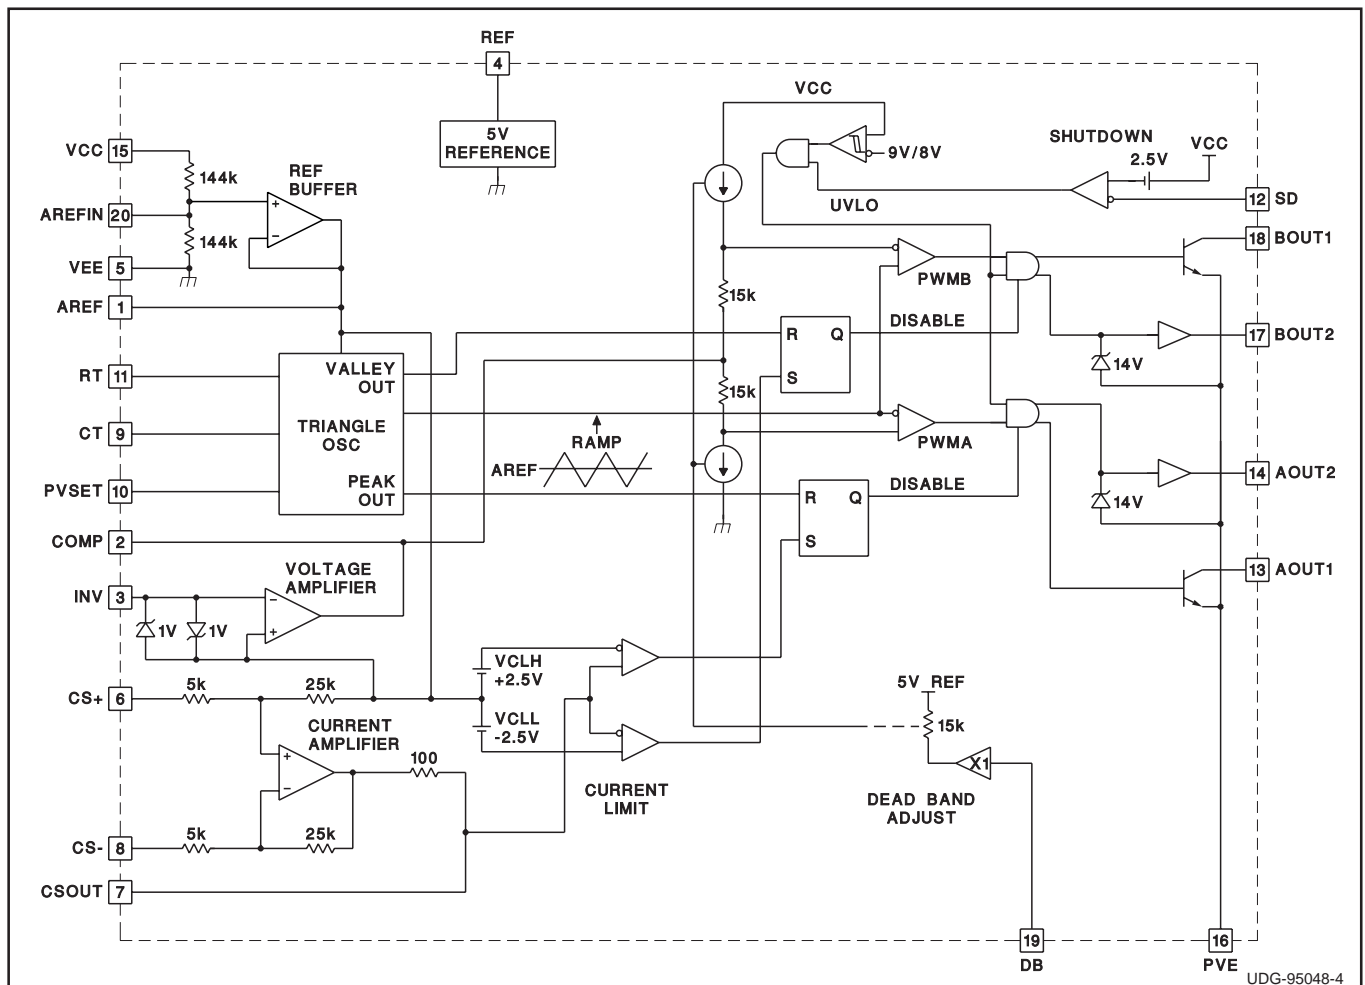 REF
4
5V
REFERENCE
VCC
VCC 15
144k
REF
BUFFER
AREFIN 20
144k
VEE 5
AREF 1
9V/8V
UVLO
SHUTDOWN
2.5V
VCC
12 SD
18 BOUT1
PWMB
15k
DISABLE
R Q
S
17 BOUT2
14V
RT 11
VALLEY
OUT
TRIANGLE
OSC
CT 9
15k
RAMP
AREF
PWMA
PVSET 10
PEAK
OUT
DISABLE
R Q
S
14 AOUT2
14V
COMP 2
VOLTAGE
AMPLIFIER
INV 3
1V
1V
13 AOUT1
CS+ 6
5k
25k
VCLH
+2.5V
VCLL
-2.5V
CURRENT
AMPLIFIER
100
CURRENT
LIMIT
5V REF
15k
X1
DEAD BAND
ADJUST
CS- 8
5k
25k
CSOUT 7
19
DB
16
PVE
UDG-95048-4